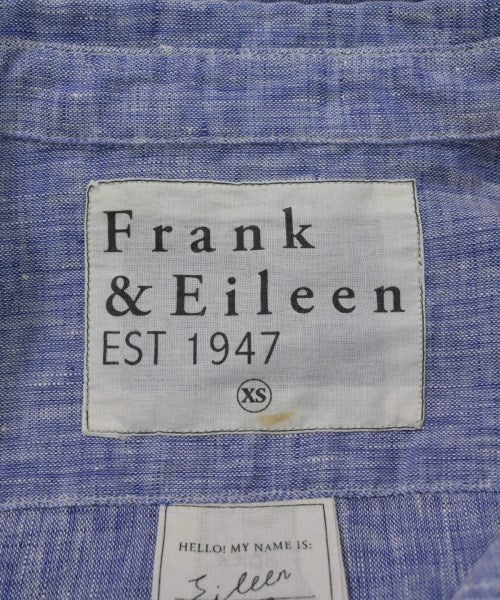 Frank
& Eileen
EST 1947
XS
HELLO! MY NAME IS:
Eileen